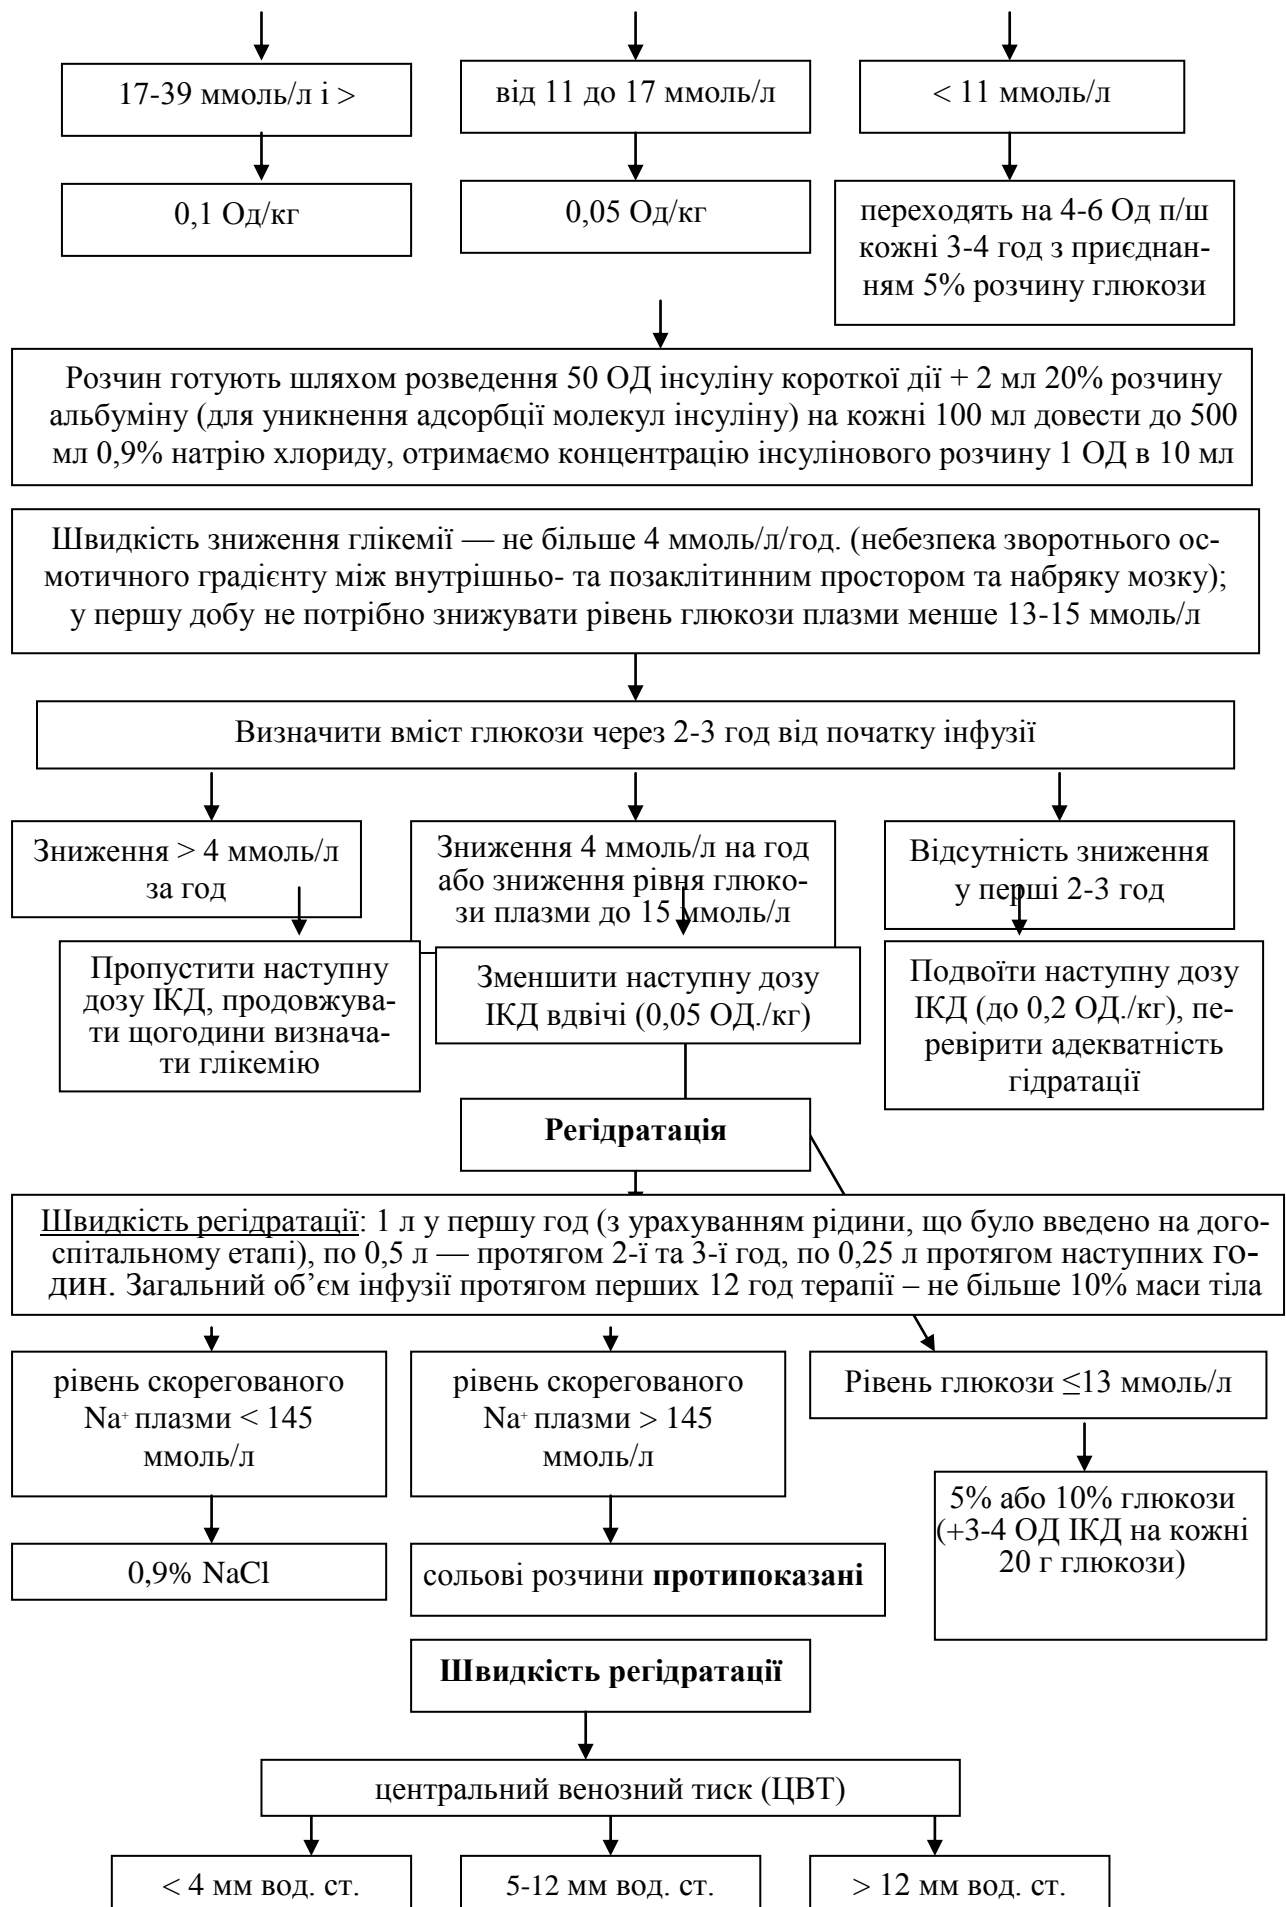 17-39 ммоль/л і >
від 11 до 17 ммоль/л
< 11 ммоль/л
0,1 Од/кг
0,05 Од/кг
переходять на 4-6 Од п/ш
кожні 3-4 год з приєднан-
ням 5% розчину глюкози
Розчин готують шляхом розведення 50 ОД інсуліну короткої дії + 2 мл 20% розчину
альбуміну (для уникнення адсорбції молекул інсуліну) на кожні 100 мл довести до 500
мл 0,9% натрію хлориду, отримаємо концентрацію інсулінового розчину 1 ОД в 10 мл
Швидкість зниження глікемії — не більше 4 ммоль/л/год. (небезпека зворотнього ос-
мотичного градієнту між внутрішньо- та позаклітинним простором та набряку мозку);
у першу добу не потрібно знижувати рівень глюкози плазми менше 13-15 ммоль/л
Визначити вміст глюкози через 2-3 год від початку інфузії
Зниження > 4 ммоль/л
за год
Зниження 4 ммоль/л на год
або зниження рівня глюко-
зи плазми до 15 ммоль/л
Відсутність зниження
у перші 2-3 год
Пропустити наступну
дозу ІКД, продовжува-
ти щогодини визнача-
ти глікемію
Зменшити наступну дозу
ІКД вдвічі (0,05 ОД./кг)
Подвоїти наступну дозу
ІКД (до 0,2 ОД./кг), пе-
ревірити адекватність
гідратації
Регідратація
Швидкість регідратації: 1 л у першу год (з урахуванням рідини, що було введено на дого-
спітальному етапі), по 0,5 л — протягом 2-ї та 3-ї год, по 0,25 л протягом наступних го-
дин. Загальний об’єм інфузії протягом перших 12 год терапії – не більше 10% маси тіла
рівень скорегованого
Na⁺ плазми < 145
ммоль/л
рівень скорегованого
Na⁺ плазми > 145
ммоль/л
Рівень глюкози ≤13 ммоль/л
0,9% NaCl
сольові розчини протипоказані
5% або 10% глюкози
(+3-4 ОД ІКД на кожні
20 г глюкози)
Швидкість регідратації
центральний венозний тиск (ЦВТ)
< 4 мм вод. ст.
5-12 мм вод. ст.
> 12 мм вод. ст.